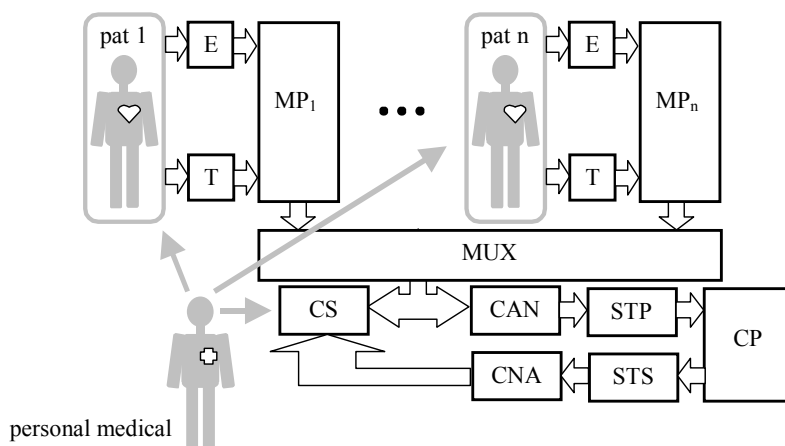 pat 1
E
MP1
T
pat n
E
MPn
T
MUX
CS
CAN
STP
CP
CNA
STS
personal medical